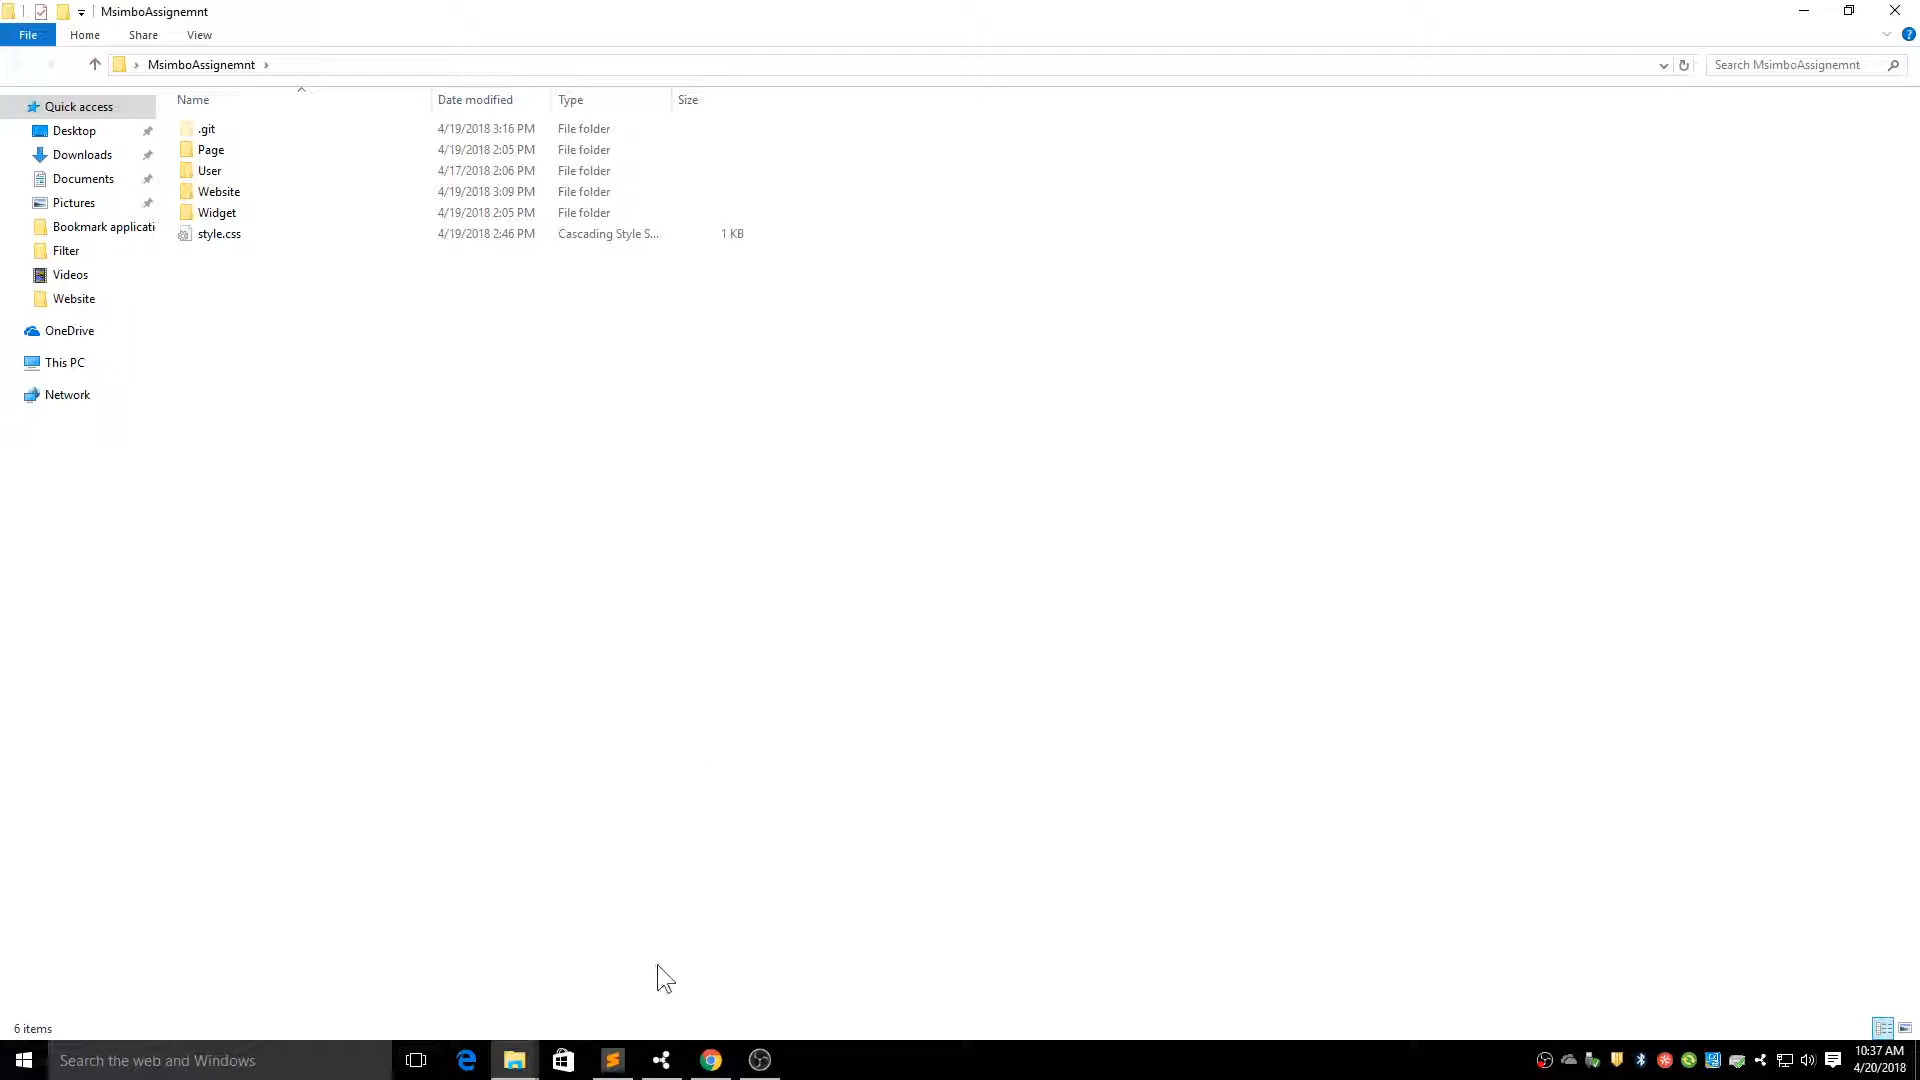 MsimboAssignemnt
File Home Share View
MsimboAssignemnt
Search MsimboAssignemnt
Name Date modified Type Size
Quick access
Desktop
Downloads
Documents
Pictures
Bookmark applicati
Filter
Videos
Website
OneDrive
This PC
Network
.git 4/19/2018 3:16 PM File folder
Page 4/19/2018 2:05 PM File folder
User 4/17/2018 2:06 PM File folder
Website 4/19/2018 3:09 PM File folder
Widget 4/19/2018 2:05 PM File folder
style.css 4/19/2018 2:46 PM Cascading Style S... 1 KB
6 items
Search the web and Windows
10:37 AM
4/20/2018